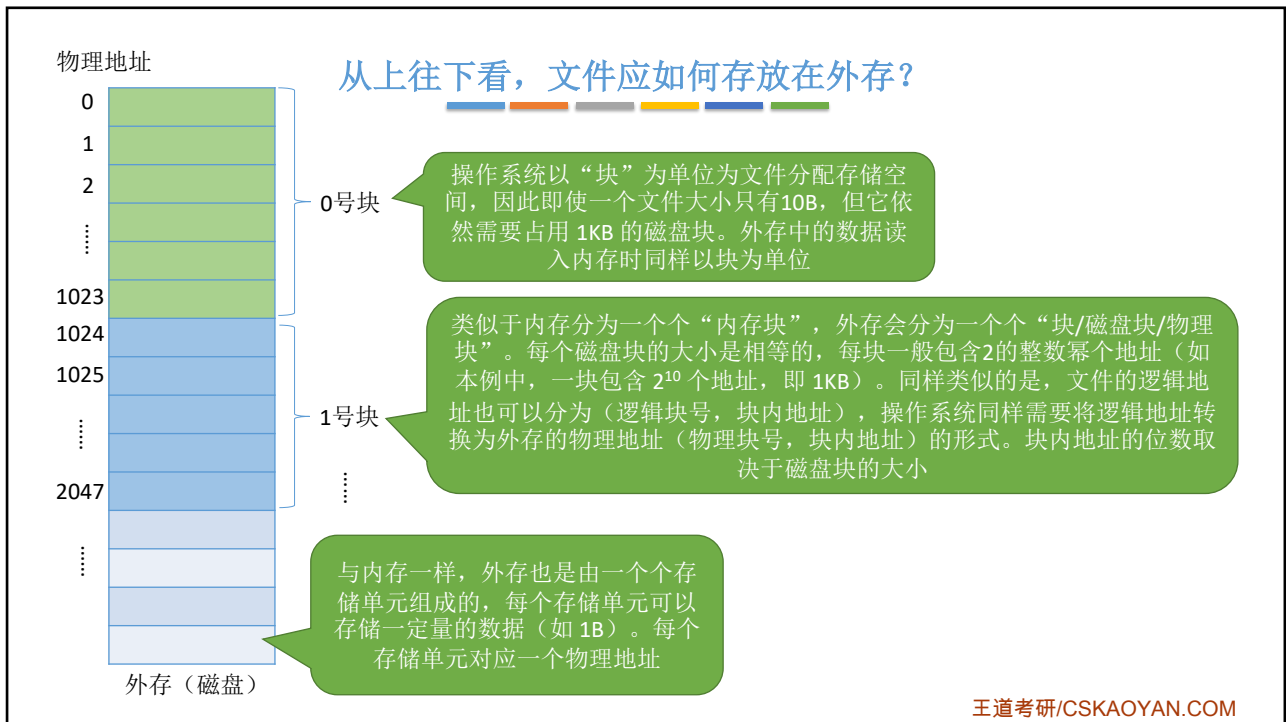 从上往下看，文件应如何存放在外存？
物理地址
0
1
2
……
1023
1024
1025
……
2047
……
外存（磁盘）
0号块
1号块
……
操作系统以“块”为单位为文件分配存储空
间，因此即使一个文件大小只有10B，但它依
然需要占用 1KB 的磁盘块。外存中的数据读
入内存时同样以块为单位
类似于内存分为一个个“内存块”，外存会分为一个个“块/磁盘块/物理
块”。每个磁盘块的大小是相等的，每块一般包含2的整数幂个地址（如
本例中，一块包含 2¹⁰ 个地址，即 1KB）。同样类似的是，文件的逻辑地
址也可以分为（逻辑块号，块内地址），操作系统同样需要将逻辑地址转
换为外存的物理地址（物理块号，块内地址）的形式。块内地址的位数取
决于磁盘块的大小
与内存一样，外存也是由一个个存
储单元组成的，每个存储单元可以
存储一定量的数据（如 1B）。每个
存储单元对应一个物理地址
王道考研/CSKAOYAN.COM